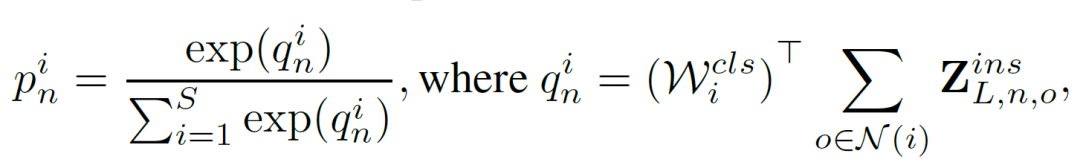 $p_n^i = \frac{\exp(q_n^i)}{\sum_{i=1}^{S} \exp(q_n^i)}, \text{where } q_n^i = (\mathcal{W}_i^{cls})^\top \sum_{o \in \mathcal{N}(i)} \mathbf{Z}_{L,n,o}^{ins},$